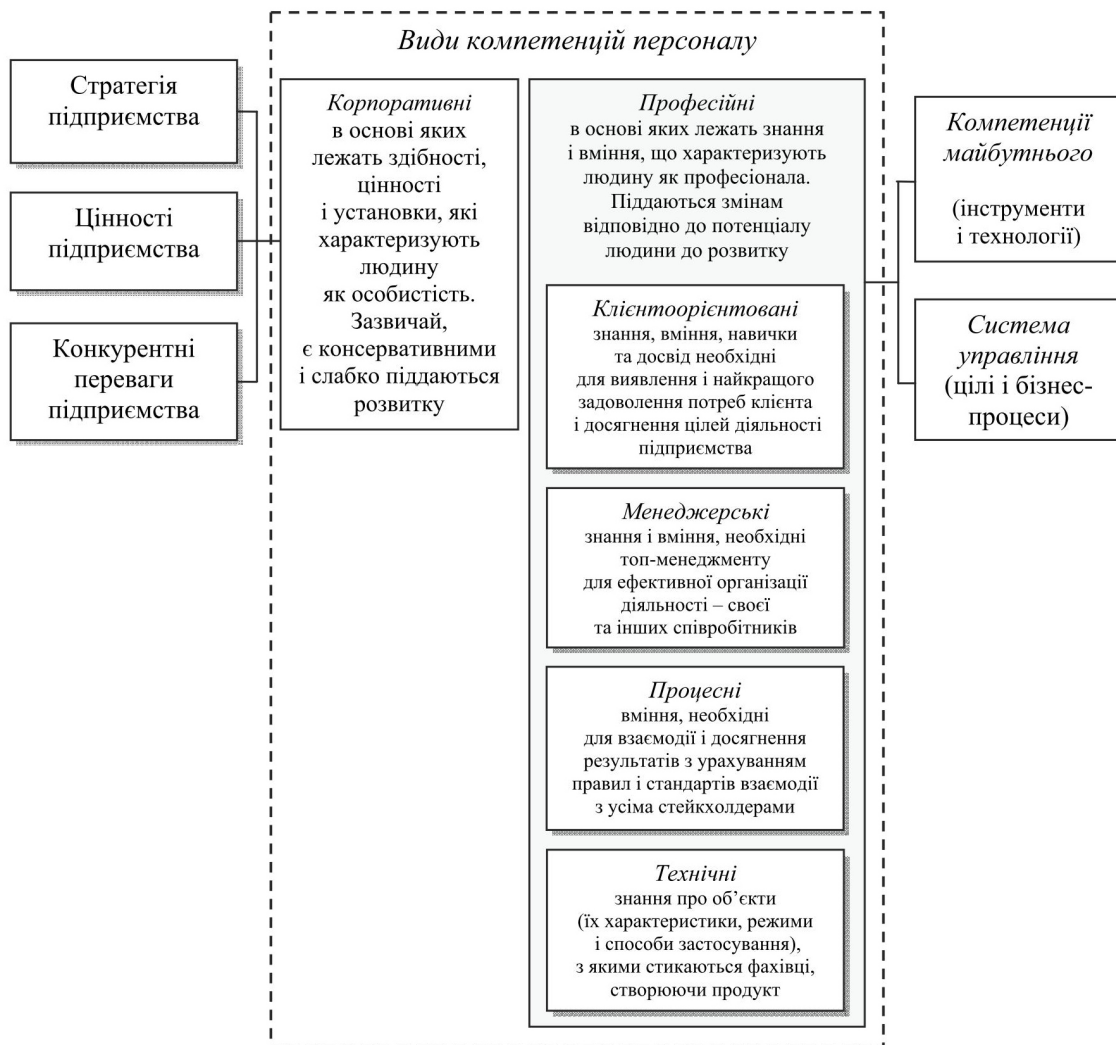 Види компетенцій персоналу
Стратегія
підприємства
Цінності
підприємства
Конкурентні
переваги
підприємства
Корпоративні
в основі яких
лежать здібності,
цінності
і установки, які
характеризують
людину
як особистість.
Зазвичай,
є консервативними
і слабко піддаються
розвитку
Професійні
в основі яких лежать знання
і вміння, що характеризують
людину як професіонала.
Піддаються змінам
відповідно до потенціалу
людини до розвитку
Клієнтоорієнтовані
знання, вміння, навички
та досвід необхідні
для виявлення і найкращого
задоволення потреб клієнта
і досягнення цілей діяльності
підприємства
Менеджерські
знання і вміння, необхідні
топ-менеджменту
для ефективної організації
діяльності – своєї
та інших співробітників
Процесні
вміння, необхідні
для взаємодії і досягнення
результатів з урахуванням
правил і стандартів взаємодії
з усіма стейкхолдерами
Технічні
знання про об’єкти
(їх характеристики, режими
і способи застосування),
з якими стикаються фахівці,
створюючи продукт
Компетенції
майбутнього
(інструменти
і технології)
Система
управління
(цілі і бізнес-
процеси)